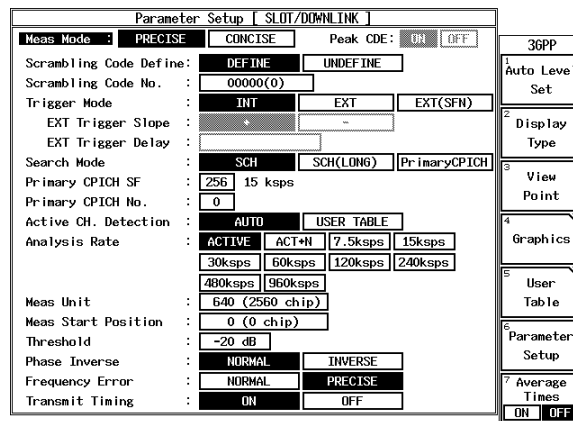 Parameter Setup [ SLOT/DOWNLINK ]
Meas Mode : PRECISE CONCISE Peak CDE: ON OFF
Scrambling Code Define: DEFINE UNDEFINE
Scrambling Code No. : 00000(0)
Trigger Mode : INT EXT EXT(SFN)
EXT Trigger Slope : + -
EXT Trigger Delay :
Search Mode : SCH SCH(LONG) PrimaryCPICH
Primary CPICH SF : 256 15 ksps
Primary CPICH No. : 0
Active CH. Detection : AUTO USER TABLE
Analysis Rate : ACTIVE ACT+N 7.5ksps 15ksps
30ksps 60ksps 120ksps 240ksps
480ksps 960ksps
Meas Unit : 640 (2560 chip)
Meas Start Position : 0 (0 chip)
Threshold : -20 dB
Phase Inverse : NORMAL INVERSE
Frequency Error : NORMAL PRECISE
Transmit Timing : ON OFF
3GPP
1 Auto Leve
Set
2 Display
Type
3 View
Point
4 Graphics
5 User
Table
6 Parameter
Setup
7 Average
Times
ON OFF